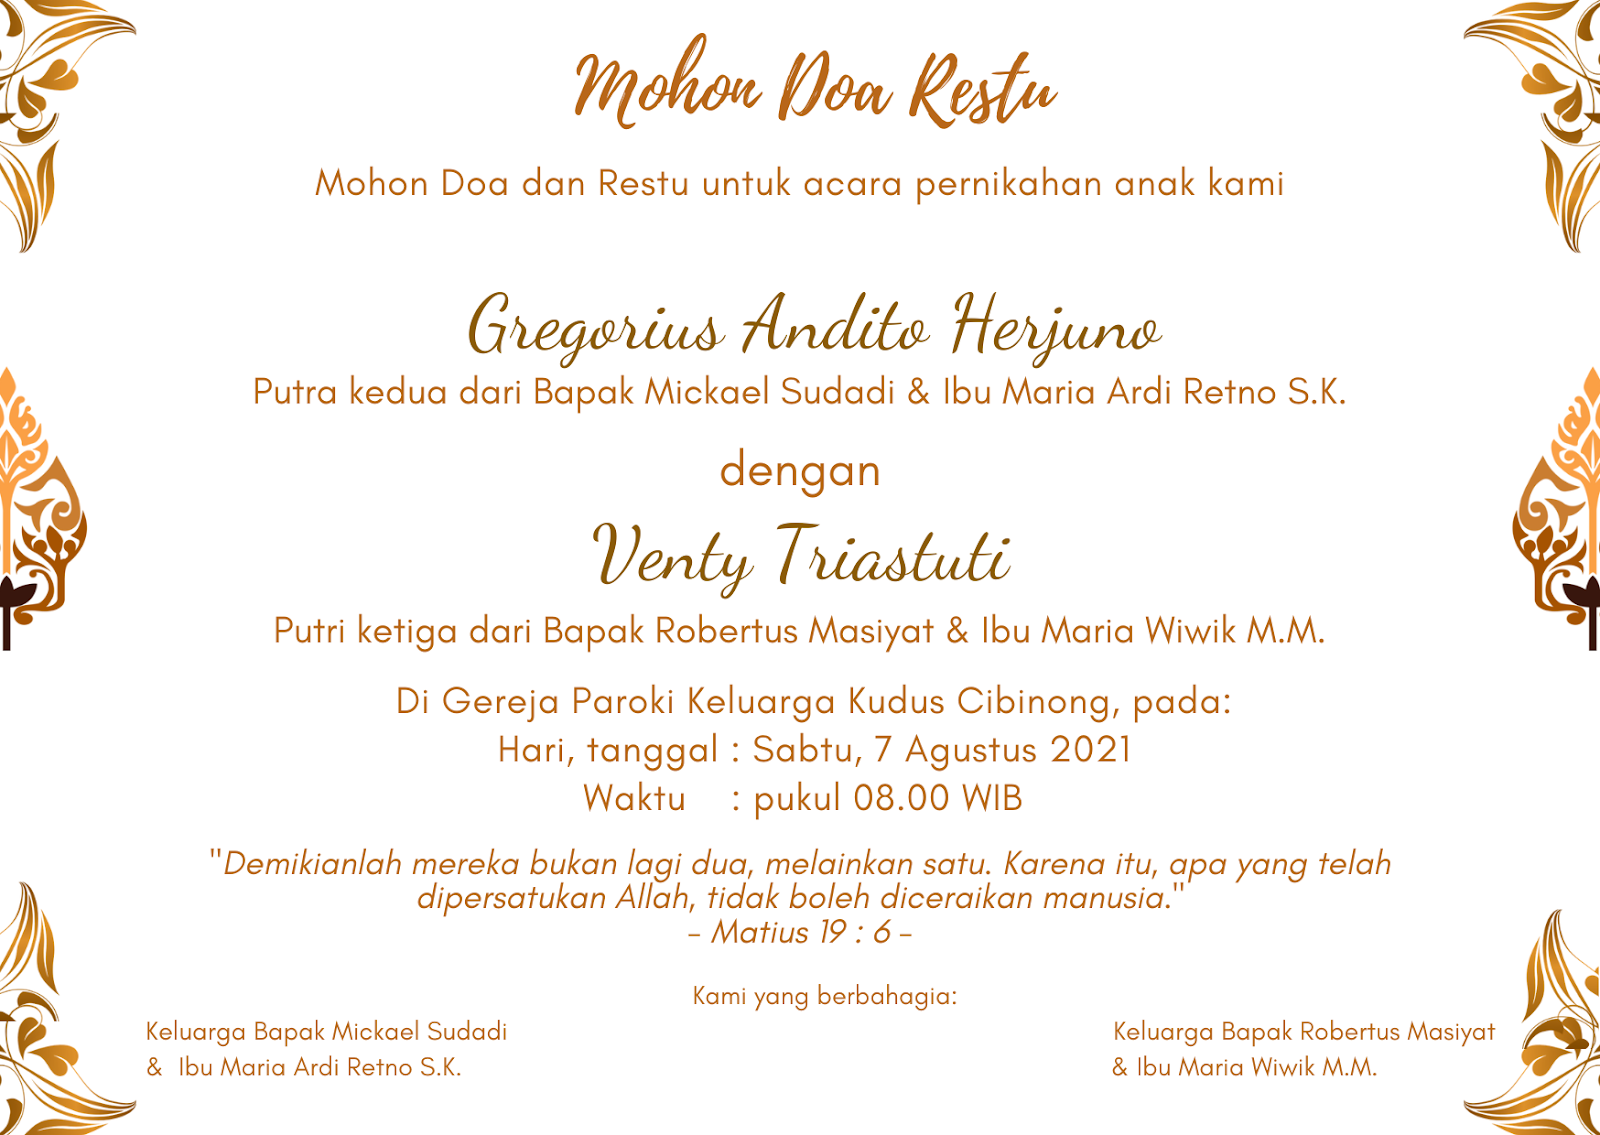 Mohon Doa Restu
Mohon Doa dan Restu untuk acara pernikahan anak kami
Gregorius Andito Herjuno
Putra kedua dari Bapak Mickael Sudadi & Ibu Maria Ardi Retno S.K.
dengan
Venty Triastuti
Putri ketiga dari Bapak Robertus Masiyat & Ibu Maria Wiwik M.M.
Di Gereja Paroki Keluarga Kudus Cibinong, pada:
Hari, tanggal : Sabtu, 7 Agustus 2021
Waktu : pukul 08.00 WIB
"Demikianlah mereka bukan lagi dua, melainkan satu. Karena itu, apa yang telah
dipersatukan Allah, tidak boleh diceraikan manusia."
- Matius 19 : 6 -
Kami yang berbahagia:
Keluarga Bapak Mickael Sudadi
& Ibu Maria Ardi Retno S.K.
Keluarga Bapak Robertus Masiyat
& Ibu Maria Wiwik M.M.